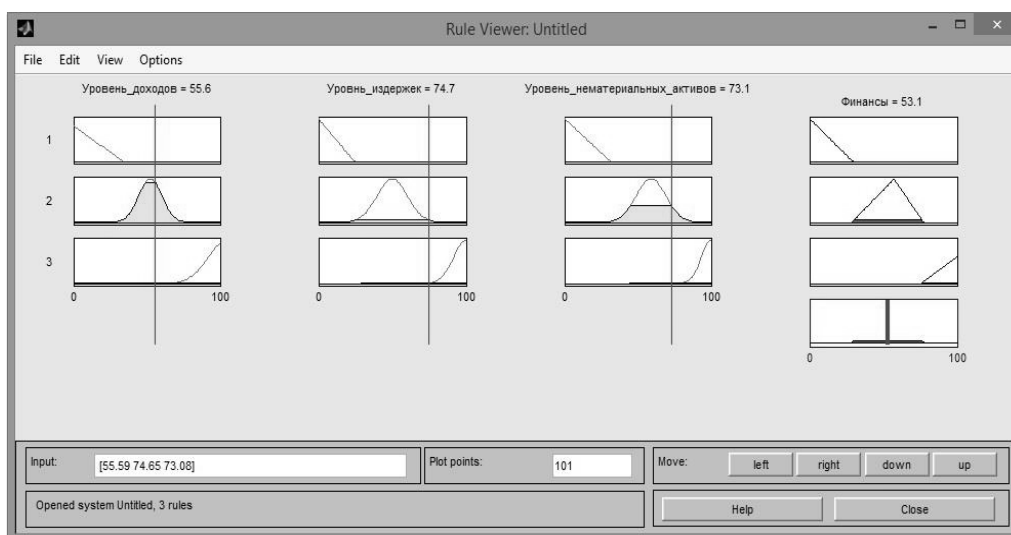 Rule Viewer: Untitled
File Edit View Options
Уровень_доходов = 55.6
Уровнь_издержек = 74.7
Уровень_нематериальных_активов = 73.1
Финансы = 53.1
1
2
3
0 100
0 100
0 100
0 100
Input: [55.59 74.65 73.08]
Plot points: 101
Move: left right down up
Opened system Untitled, 3 rules
Help Close